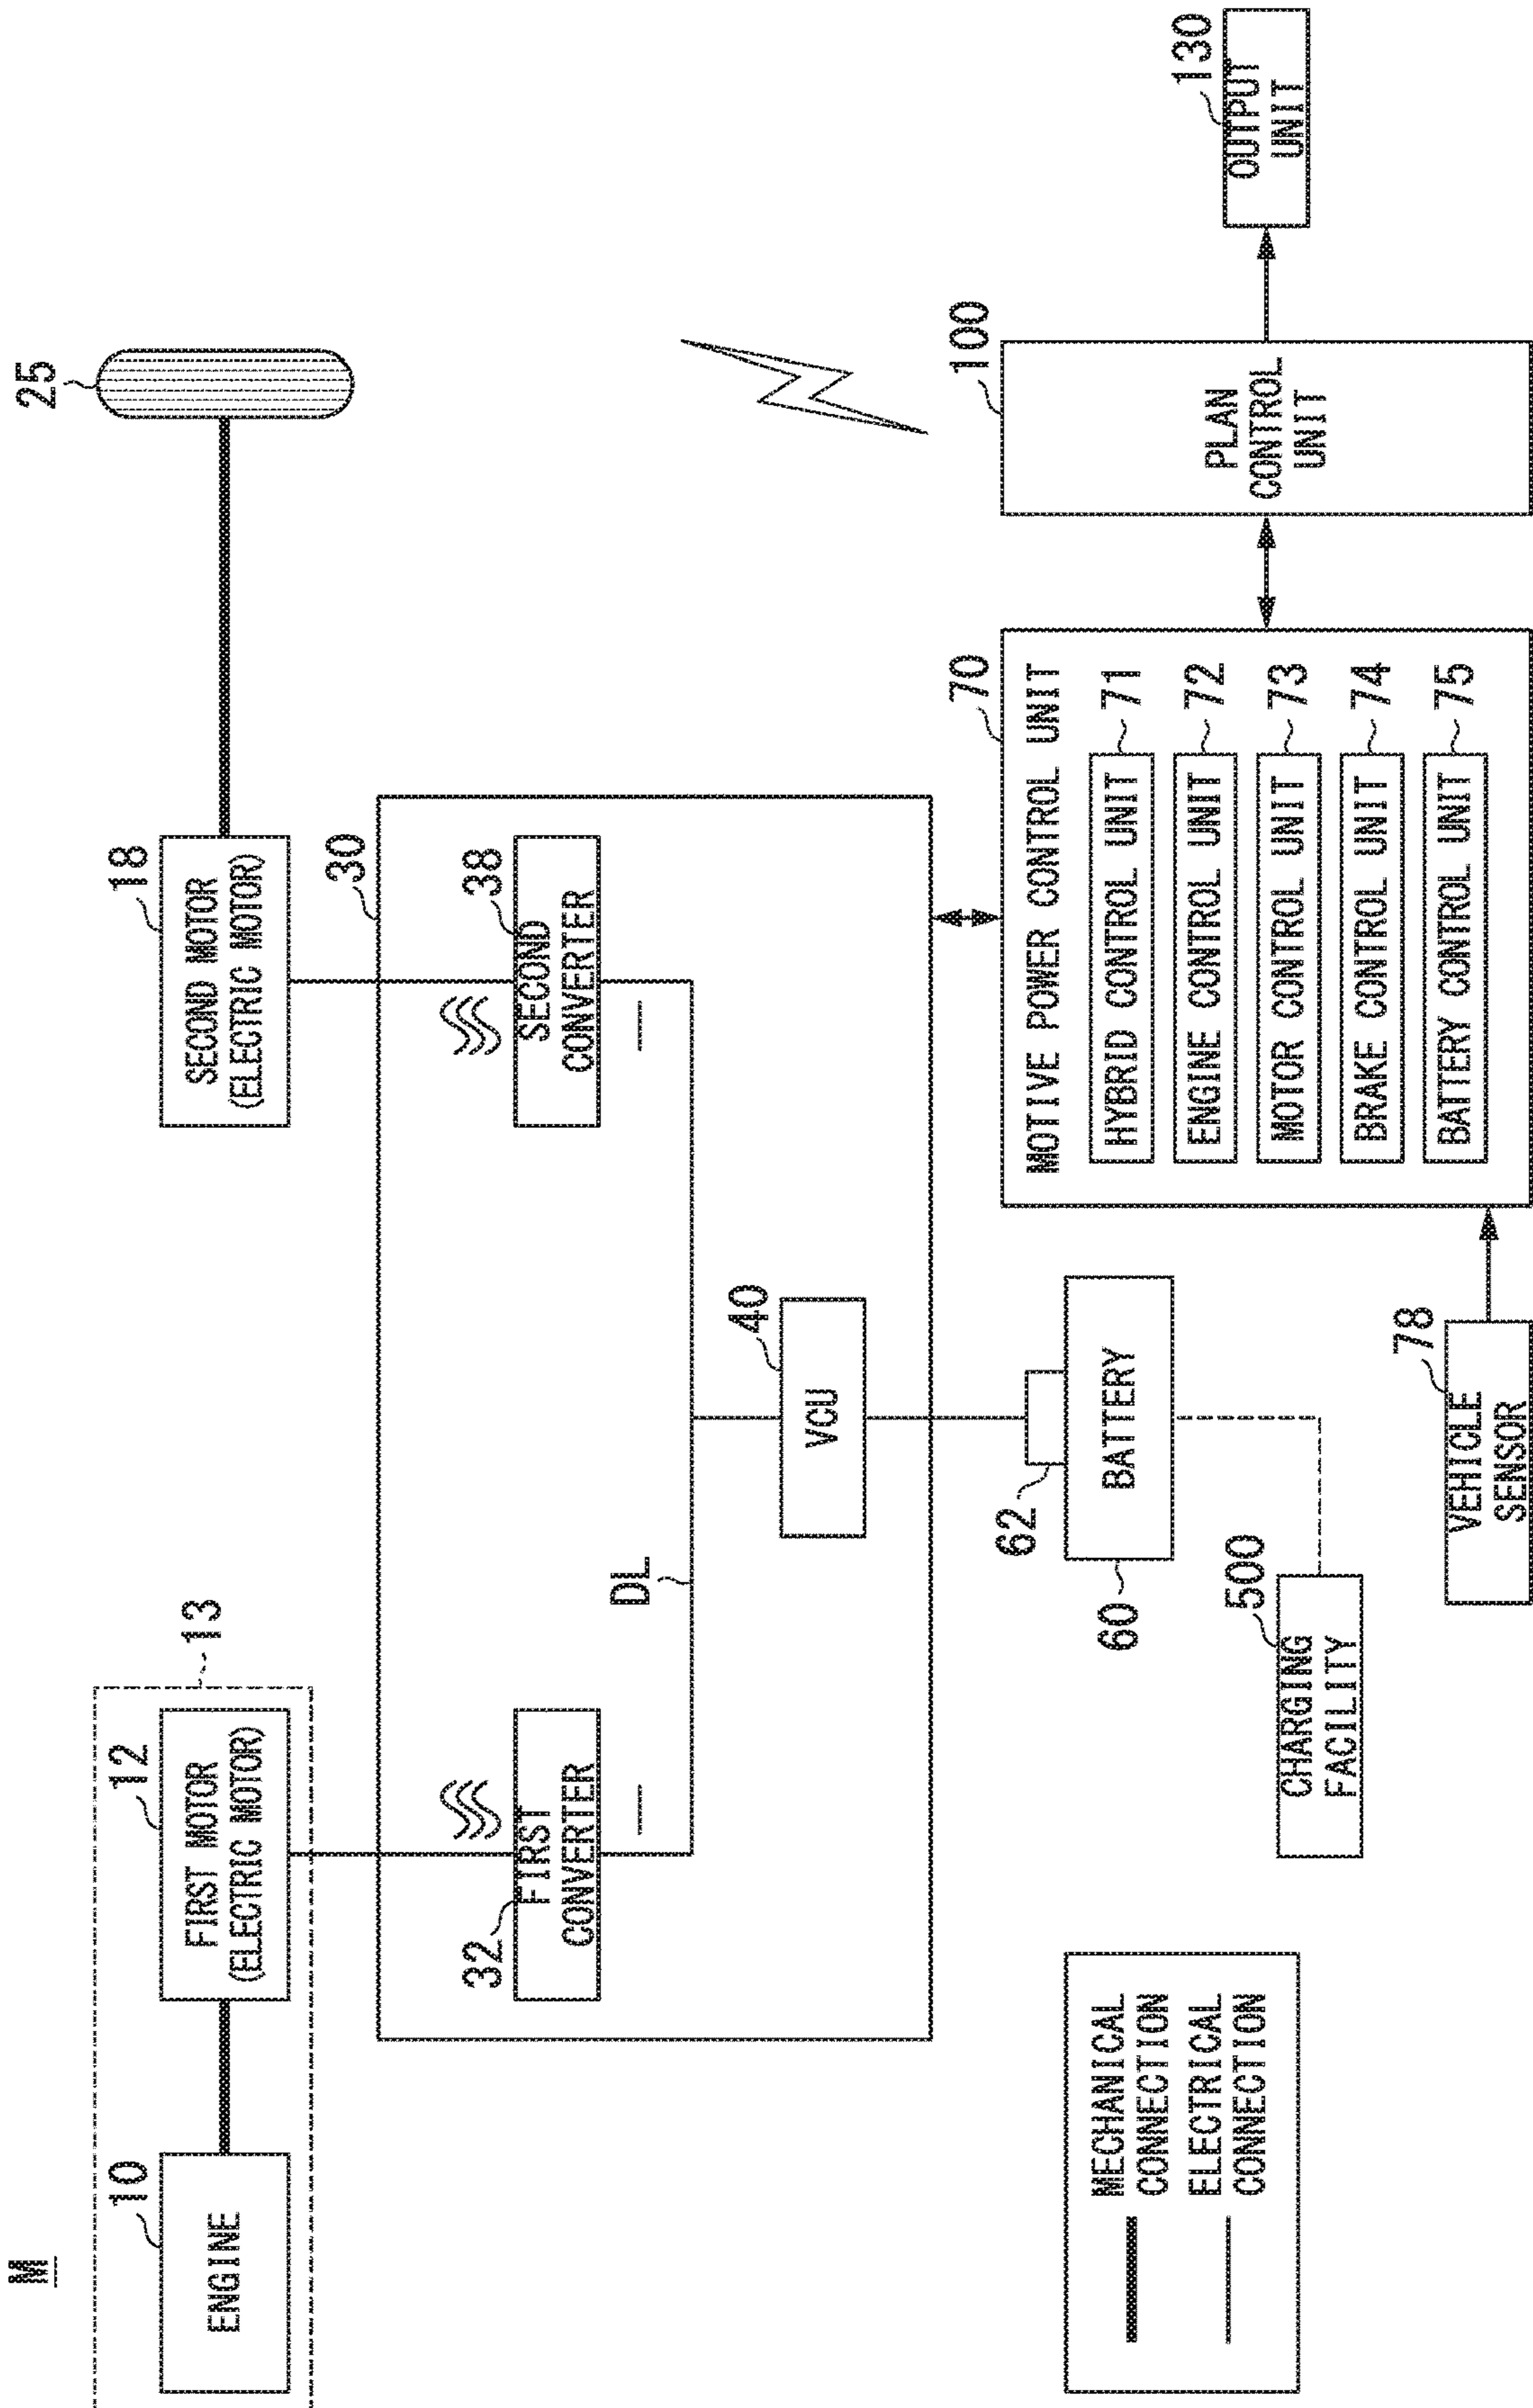 M
10
ENGINE
12
FIRST MOTOR
(ELECTRIC MOTOR)
13
18
SECOND MOTOR
(ELECTRIC MOTOR)
25
30
32
FIRST
CONVERTER
38
SECOND
CONVERTER
DL
40
VCU
62
60
BATTERY
500
CHARGING
FACILITY
78
VEHICLE
SENSOR
70
MOTIVE POWER CONTROL UNIT
HYBRID CONTROL UNIT 71
ENGINE CONTROL UNIT 72
MOTOR CONTROL UNIT 73
BRAKE CONTROL UNIT 74
BATTERY CONTROL UNIT 75
100
PLAN
CONTROL
UNIT
130
OUTPUT
UNIT
MECHANICAL
CONNECTION
ELECTRICAL
CONNECTION